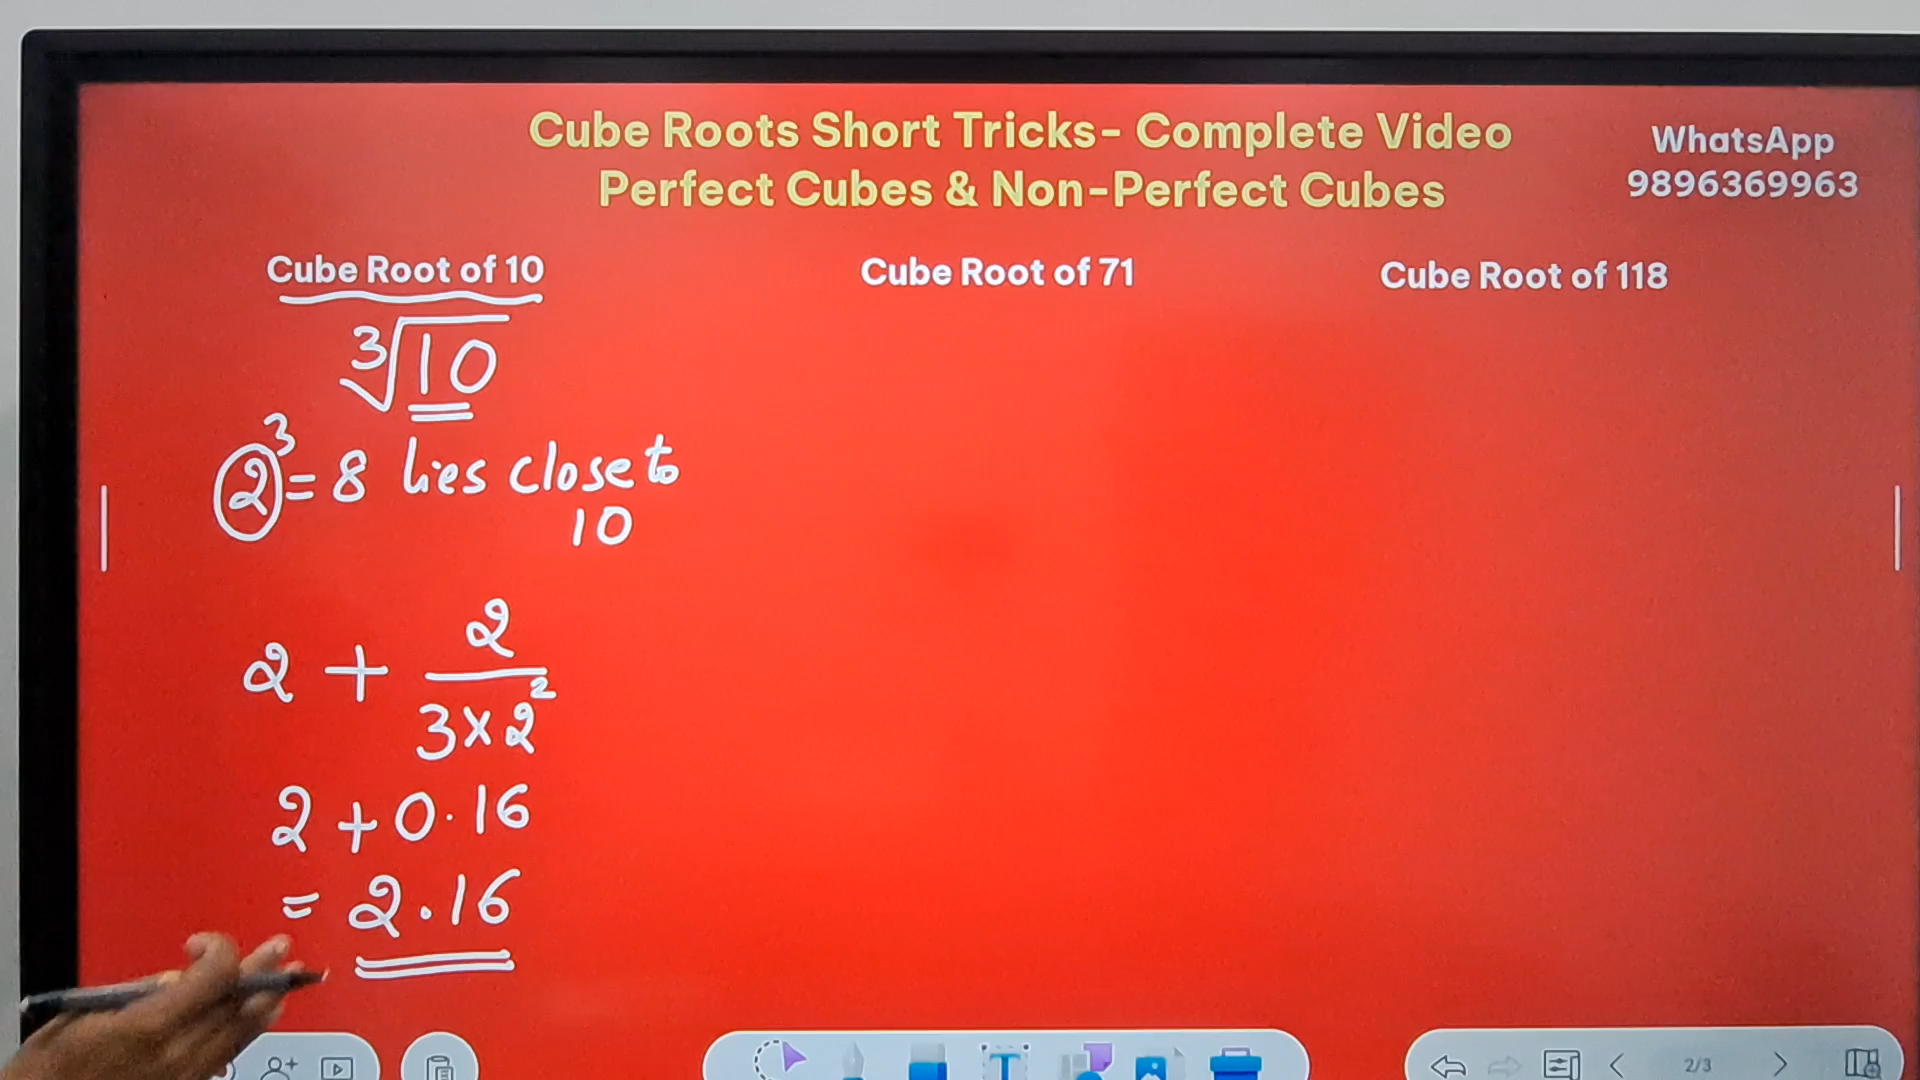 Cube Roots Short Tricks- Complete Video
Perfect Cubes & Non-Perfect Cubes
WhatsApp
9896369963
Cube Root of 10
∛10
2³ = 8 lies close to
10
2 + 2/(3×2²)
2 + 0.16
= 2.16
Cube Root of 71
Cube Root of 118
T
2/3